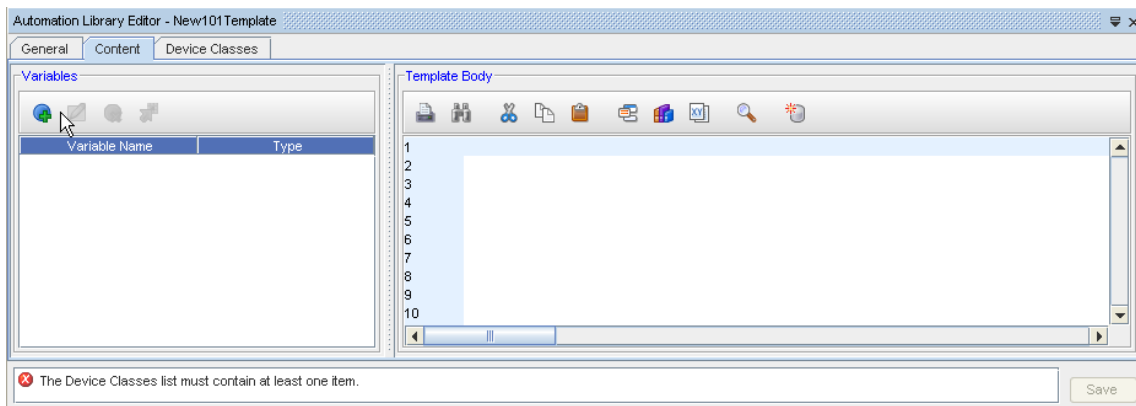 Automation Library Editor - New101Template
General Content Device Classes
Variables
Variable Name Type
Template Body
XY
1
2
3
4
5
6
7
8
9
10
The Device Classes list must contain at least one item.
Save